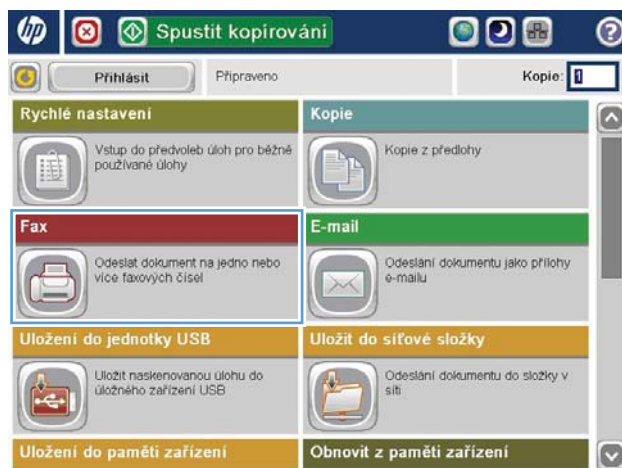 hp Spustit kopírování ?
Přihlásit Připraveno Kopie: 1
Rychlé nastavení
Vstup do předvoleb úloh pro běžně
používané úlohy
Kopie
Kopie z předlohy
Fax
Odeslat dokument na jedno nebo
více faxových čísel
E-mail
Odeslání dokumentu jako přílohy
e-mailu
Uložení do jednotky USB
Uložit naskenovanou úlohu do
úložného zařízení USB
Uložit do síťové složky
Odeslání dokumentu do složky v
síti
Uložení do paměti zařízení
Obnovit z paměti zařízení